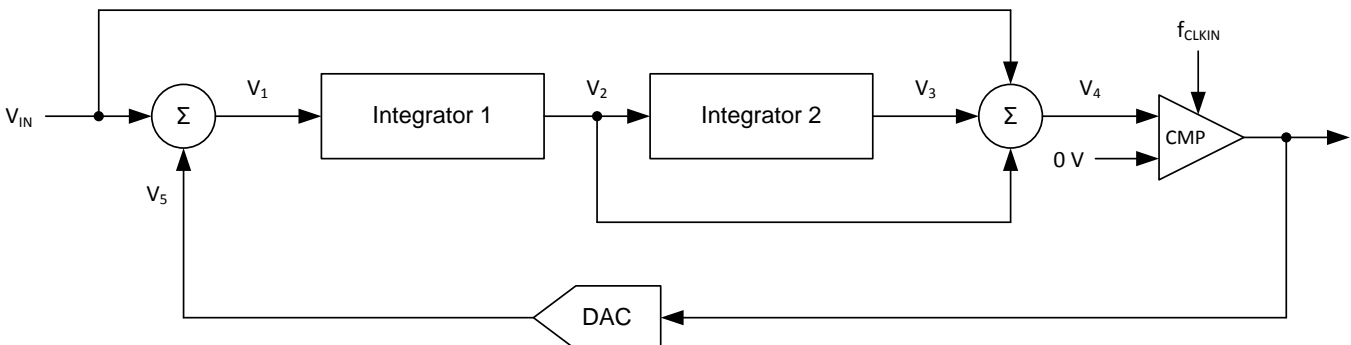 f_CLKIN
V_IN
Σ
V_1
Integrator 1
V_2
Integrator 2
V_3
Σ
V_4
CMP
0 V
V_5
DAC